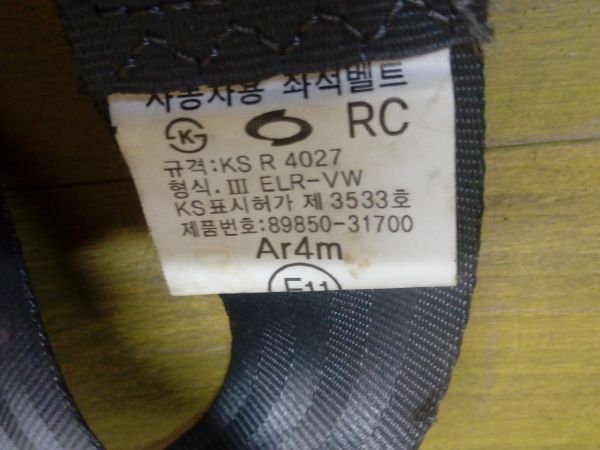 자동차용 좌석벨트
K RC
규격:KS R 4027
형식. III ELR-VW
KS표시허가 제 3533호
제품번호:89850-31700
Ar4m
E11